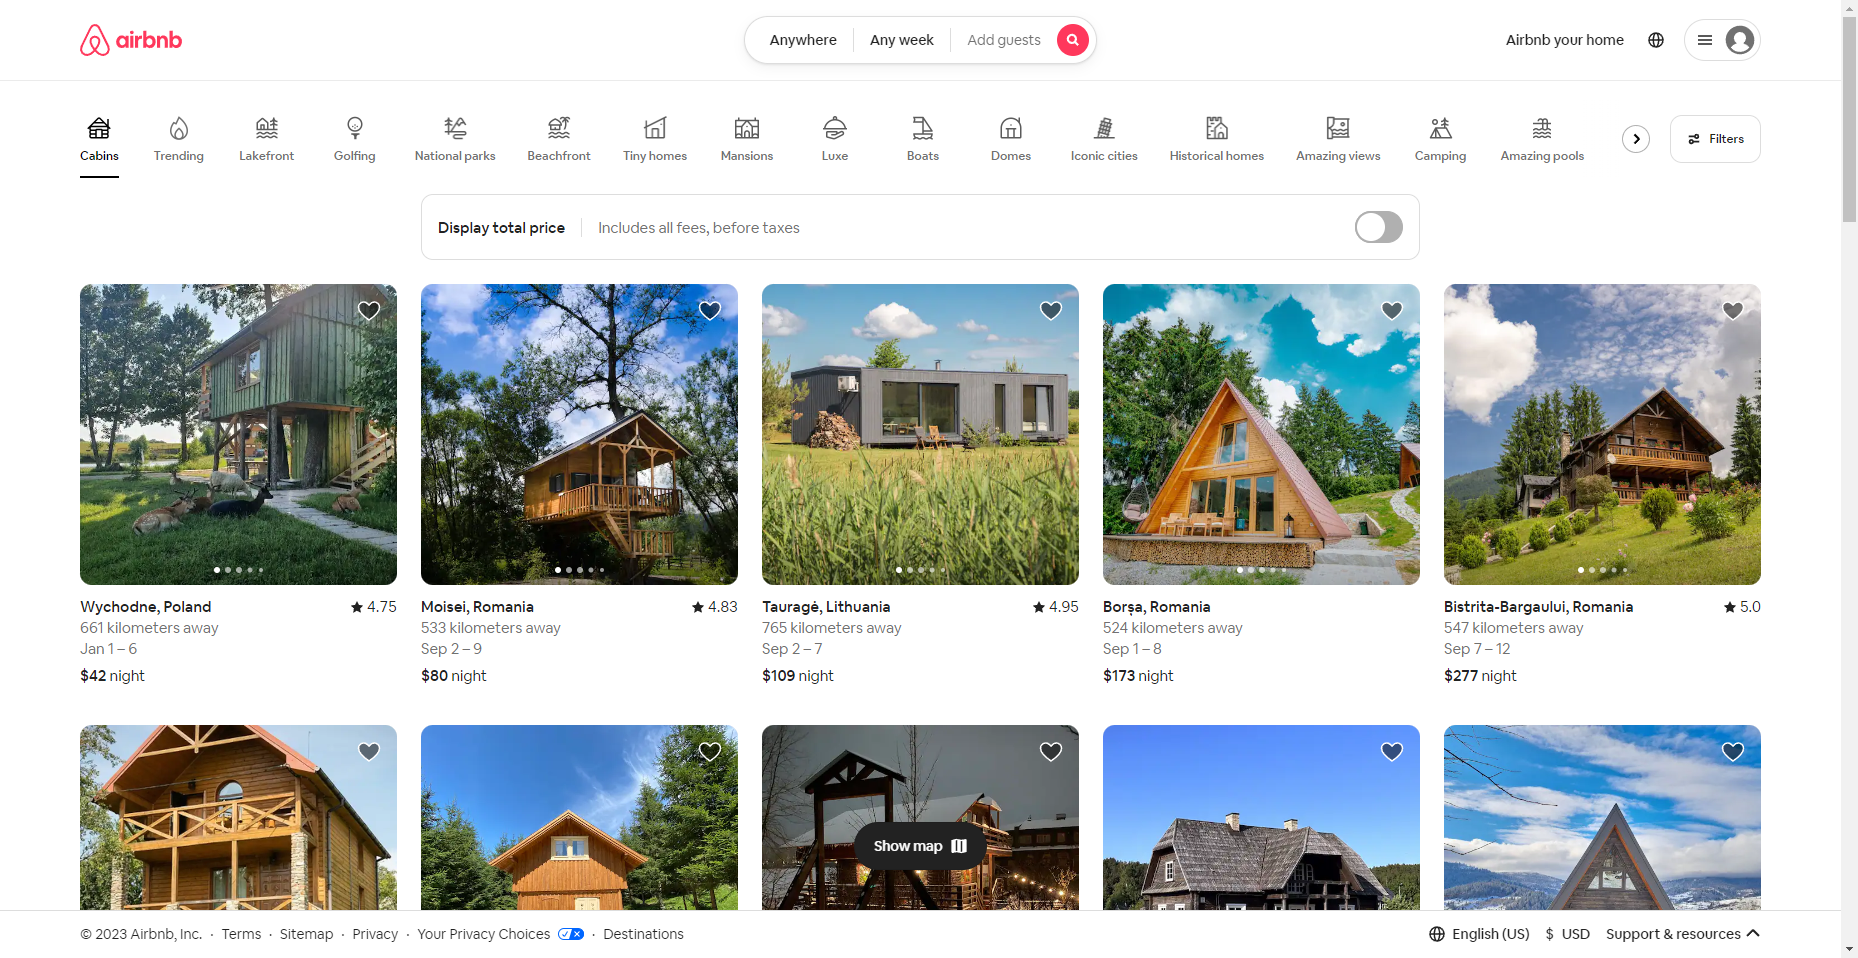 airbnb
Anywhere
Any week
Add guests
Airbnb your home
Cabins
Trending
Lakefront
Golfing
National parks
Beachfront
Tiny homes
Mansions
Luxe
Boats
Domes
Iconic cities
Historical homes
Amazing views
Camping
Amazing pools
Filters
Display total price
Includes all fees, before taxes
Wychodne, Poland
4.75
661 kilometers away
Jan 1 – 6
$42 night
Moisei, Romania
4.83
533 kilometers away
Sep 2 – 9
$80 night
Tauragė, Lithuania
4.95
765 kilometers away
Sep 2 – 7
$109 night
Borșa, Romania
524 kilometers away
Sep 1 – 8
$173 night
Bistrita-Bargaului, Romania
5.0
547 kilometers away
Sep 7 – 12
$277 night
Show map
© 2023 Airbnb, Inc. · Terms · Sitemap · Privacy · Your Privacy Choices · Destinations
English (US)
$ USD
Support & resources